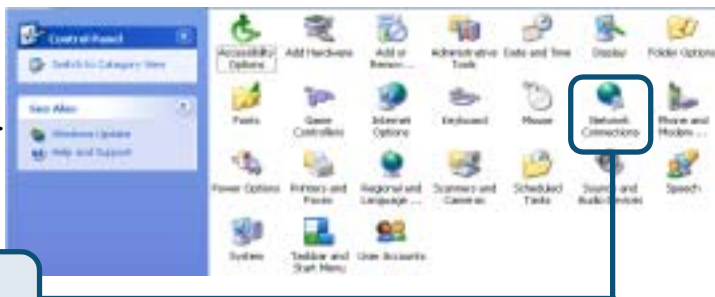 Control Panel
Switch to Category View
See Also
Windows Update
Help and Support
Accessibility Options
Add Hardware
Add or Remov...
Administrative Tools
Date and Time
Display
Folder Options
Fonts
Game Controllers
Internet Options
Keyboard
Mouse
Network Connections
Phone and Modem ...
Power Options
Printers and Faxes
Regional and Language ...
Scanners and Cameras
Scheduled Tasks
Sounds and Audio Devices
Speech
System
Taskbar and Start Menu
User Accounts